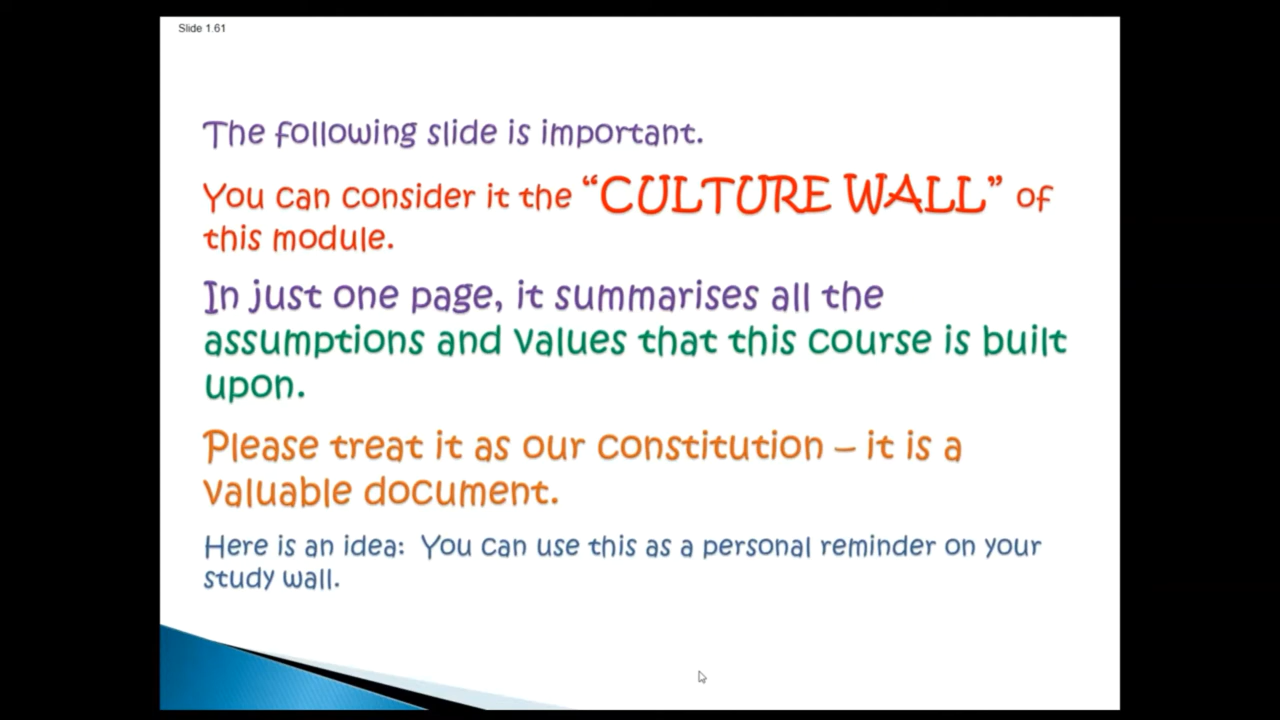 Slide 1.61
The following slide is important.
You can consider it the “CULTURE WALL” of
this module.
In just one page, it summarises all the
assumptions and values that this course is built
upon.
Please treat it as our constitution – it is a
valuable document.
Here is an idea: You can use this as a personal reminder on your
study wall.